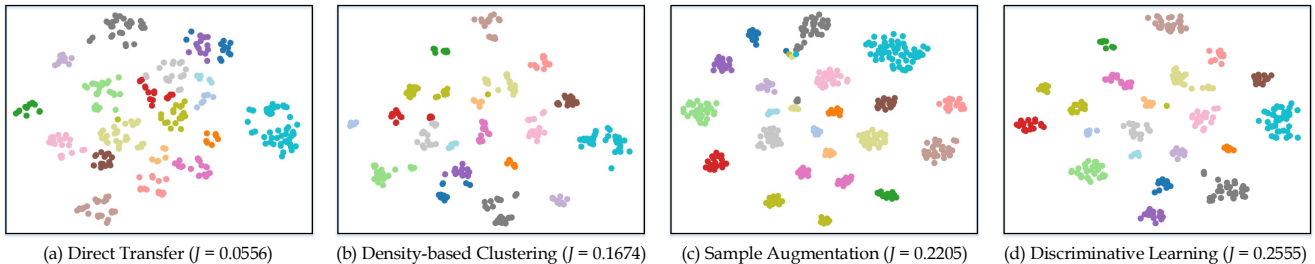 (a) Direct Transfer (J = 0.0556)
(b) Density-based Clustering (J = 0.1674)
(c) Sample Augmentation (J = 0.2205)
(d) Discriminative Learning (J = 0.2555)